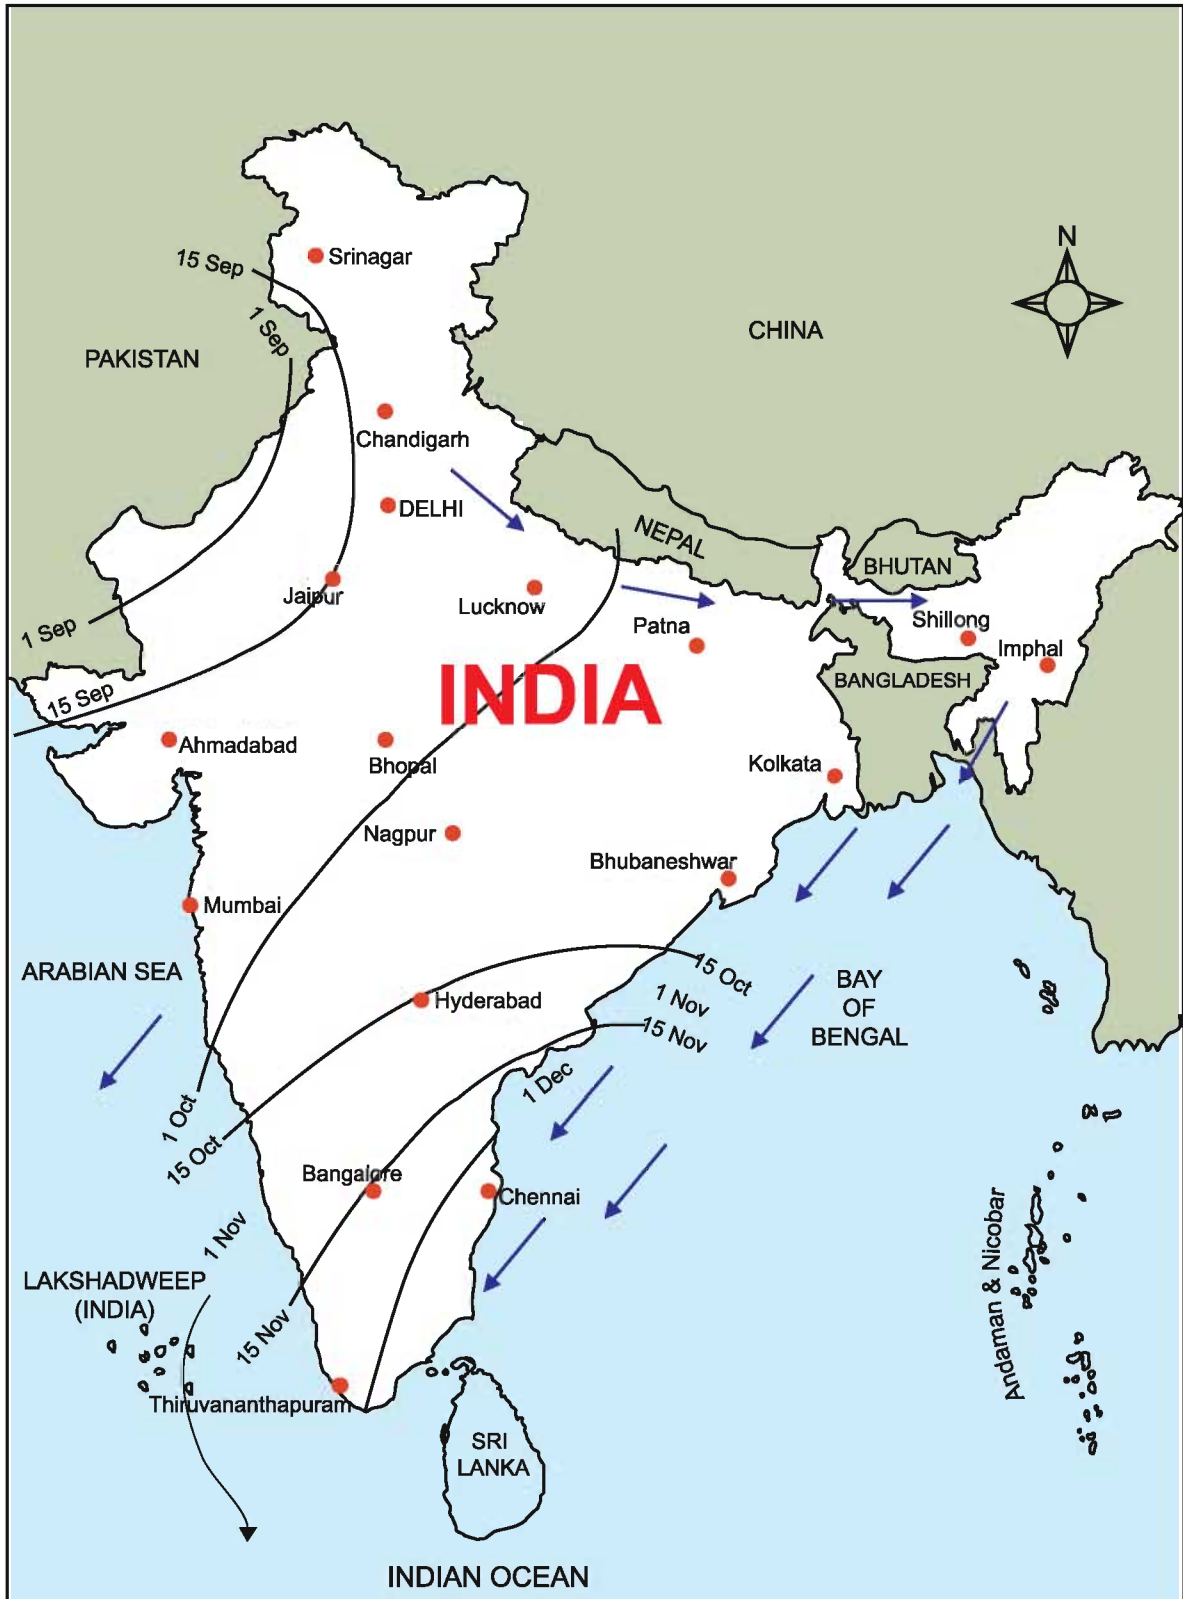 N
Srinagar
15 Sep
1 Sep
CHINA
PAKISTAN
Chandigarh
DELHI
NEPAL
BHUTAN
Jaipur
Lucknow
Shillong
Patna
1 Sep
Imphal
INDIA
BANGLADESH
15 Sep
Ahmadabad
Bhopal
Kolkata
Nagpur
Bhubaneshwar
Mumbai
ARABIAN SEA
15 Oct
BAY
OF
BENGAL
Hyderabad
1 Nov
15 Nov
1 Dec
1 Oct
15 Oct
Bangalore
Chennai
1 Nov
Andaman & Nicobar
LAKSHADWEEP
(INDIA)
15 Nov
Thiruvananthapuram
SRI
LANKA
INDIAN OCEAN